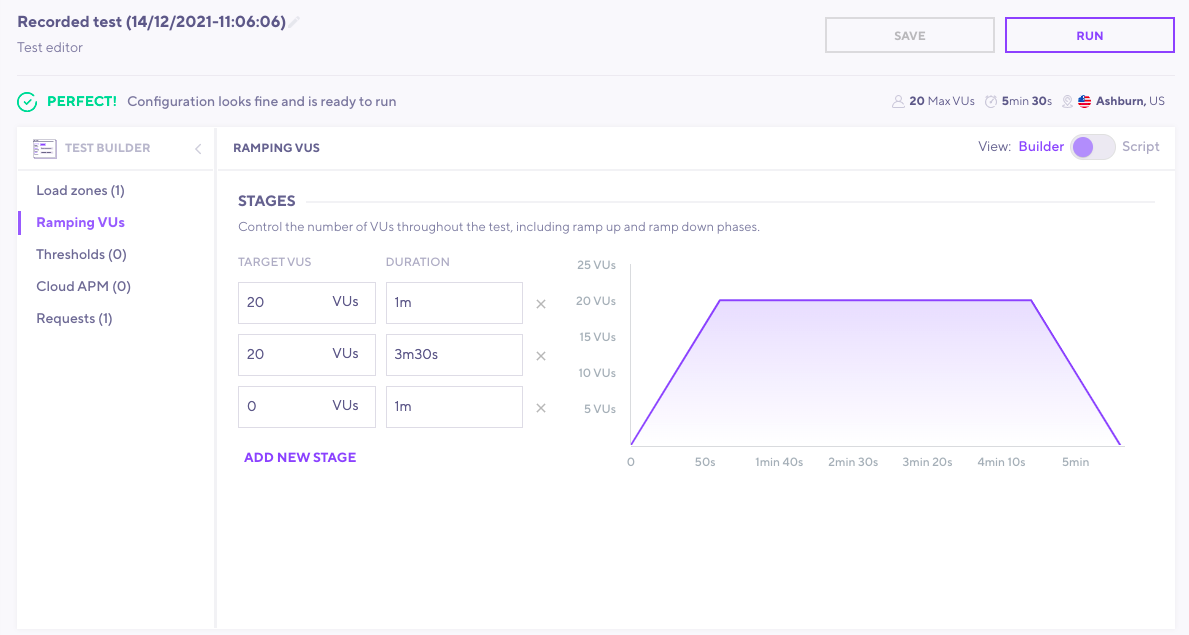 Recorded test (14/12/2021-11:06:06)
Test editor
SAVE
RUN
PERFECT! Configuration looks fine and is ready to run
20 Max VUs 5min 30s Ashburn, US
TEST BUILDER
Load zones (1)
Ramping VUs
Thresholds (0)
Cloud APM (0)
Requests (1)
RAMPING VUS
View: Builder Script
STAGES
Control the number of VUs throughout the test, including ramp up and ramp down phases.
TARGET VUS DURATION
20 VUs 1m
20 VUs 3m30s
0 VUs 1m
ADD NEW STAGE
25 VUs
20 VUs
15 VUs
10 VUs
5 VUs
0 50s 1min 40s 2min 30s 3min 20s 4min 10s 5min